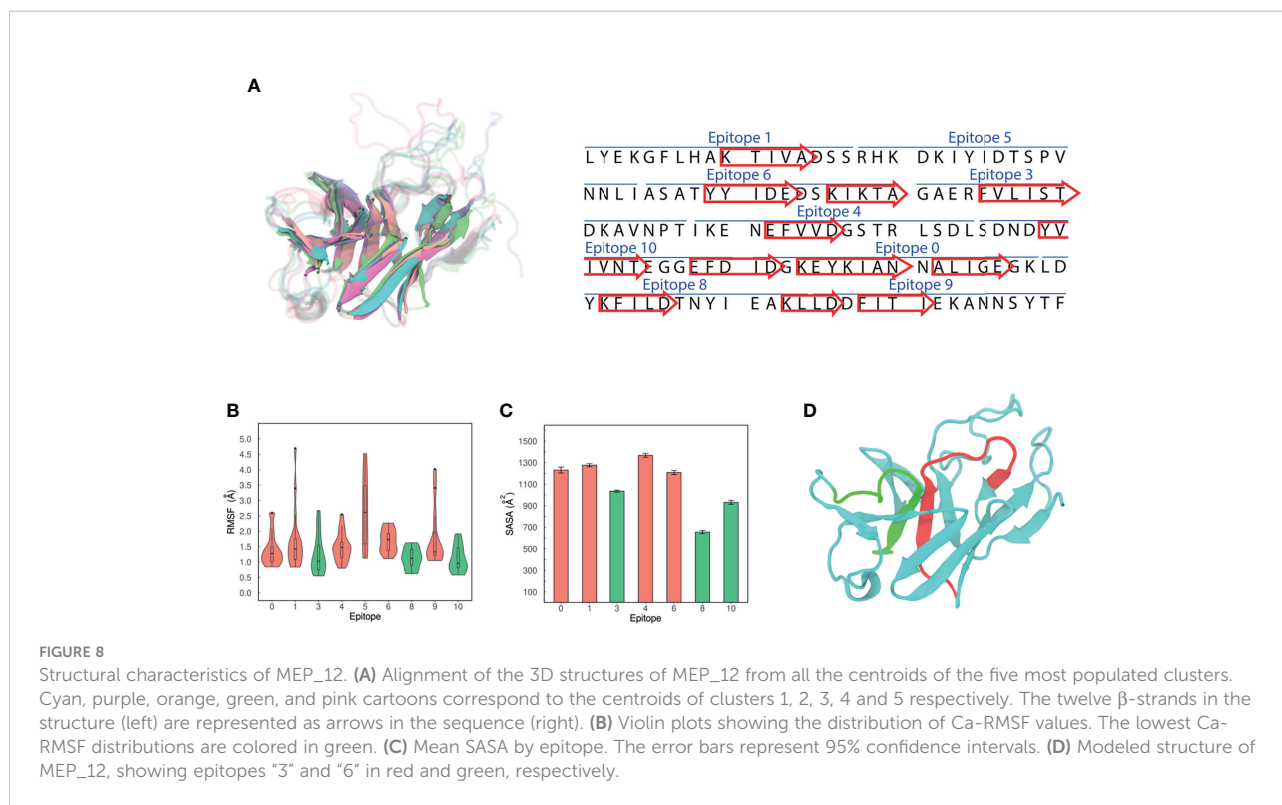 A
Epitope 1 Epitope 5
LYEKGFLHAK TIVADSSRHK DKIYIDTSPV
Epitope 6 Epitope 3
NNLIASATYY IDEDSKIKTA GAERFVLIST
Epitope 4
DKAVNPTIKE NEFVVDGSTR LSDLSDNDYV
Epitope 10 Epitope 0
IVNTEGGEFD IDGKEYKIAN NALIGEGKLD
Epitope 8 Epitope 9
YKFILDTNYI EAKLLDDFIT IEKANNSYTF
B
RMSF (Å)
5.0
4.5
4.0
3.5
3.0
2.5
2.0
1.5
1.0
0.5
0.0
0 1 3 4 5 6 8 9 10
Epitope
C
SASA (Å²)
1500
1300
1100
900
700
500
300
100
0 1 3 4 6 8 10
Epitope
D
FIGURE 8
Structural characteristics of MEP_12. (A) Alignment of the 3D structures of MEP_12 from all the centroids of the five most populated clusters.
Cyan, purple, orange, green, and pink cartoons correspond to the centroids of clusters 1, 2, 3, 4 and 5 respectively. The twelve β-strands in the
structure (left) are represented as arrows in the sequence (right). (B) Violin plots showing the distribution of Ca-RMSF values. The lowest Ca-
RMSF distributions are colored in green. (C) Mean SASA by epitope. The error bars represent 95% confidence intervals. (D) Modeled structure of
MEP_12, showing epitopes “3” and “6” in red and green, respectively.